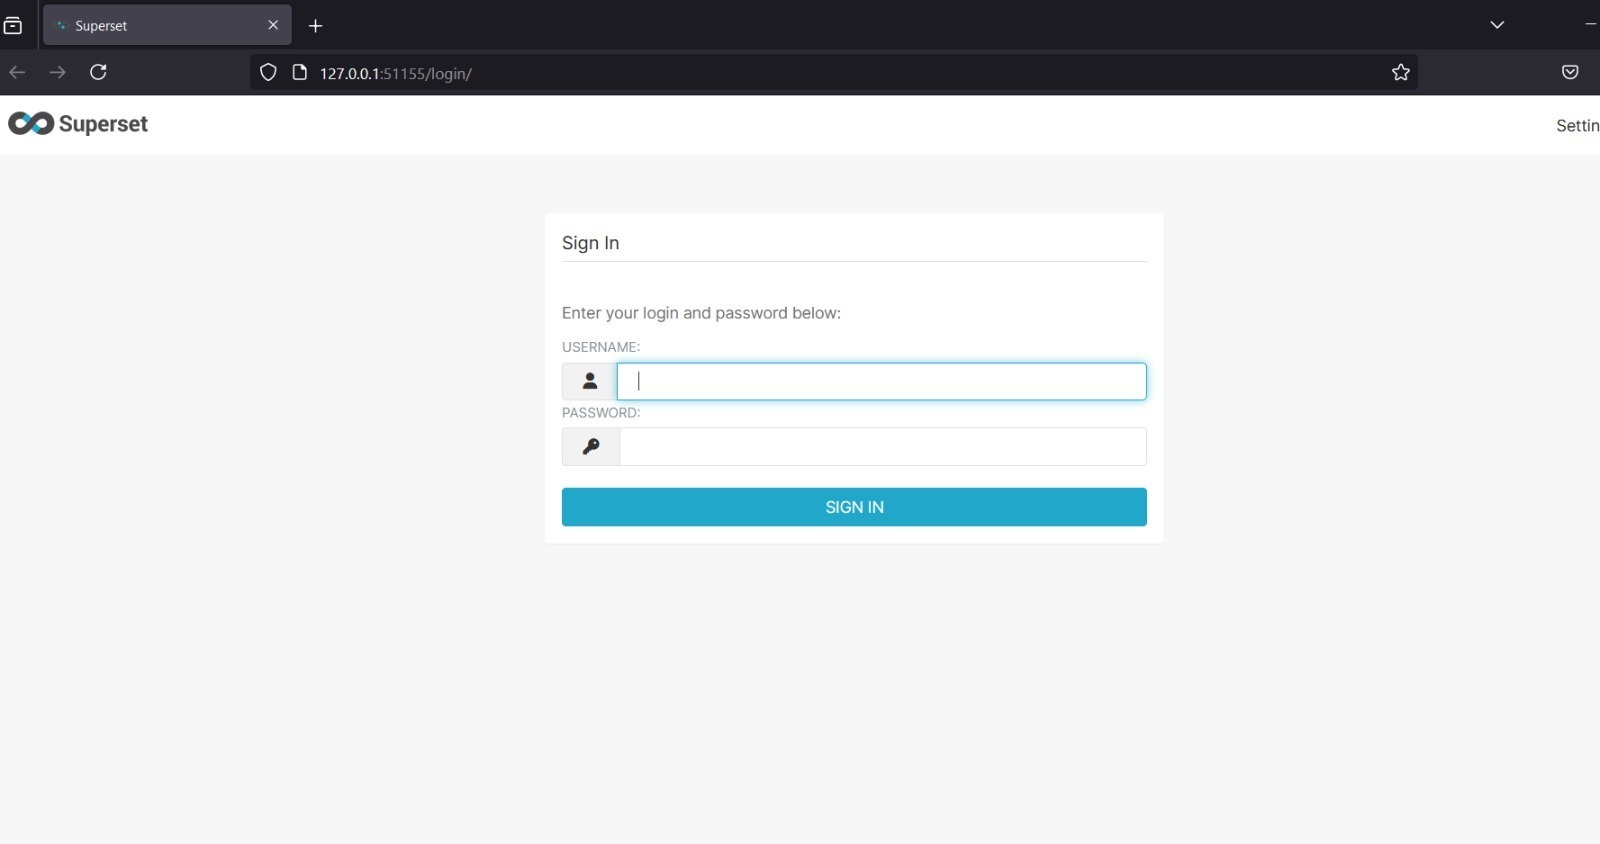 Superset
127.0.0.1:51155/login/
Superset
Settin
Sign In
Enter your login and password below:
USERNAME:
PASSWORD:
SIGN IN